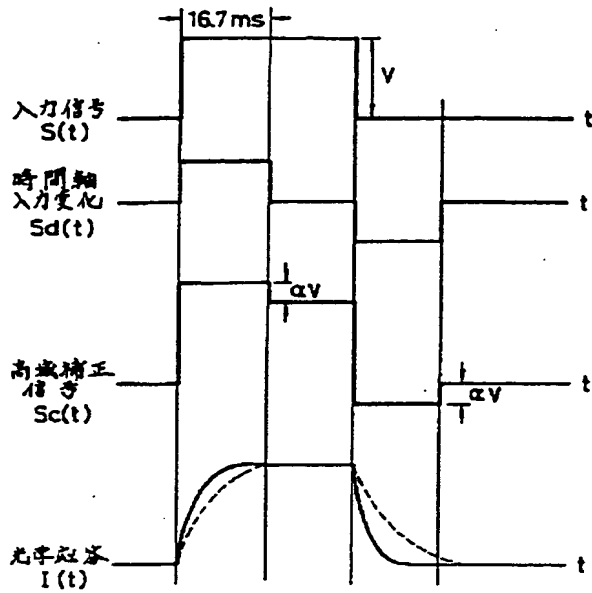 16.7ms
V
入力信号
S(t)
t
時間軸
入力変化
Sd(t)
t
αV
高域補正
信号
Sc(t)
t
αV
光学応答
I(t)
t